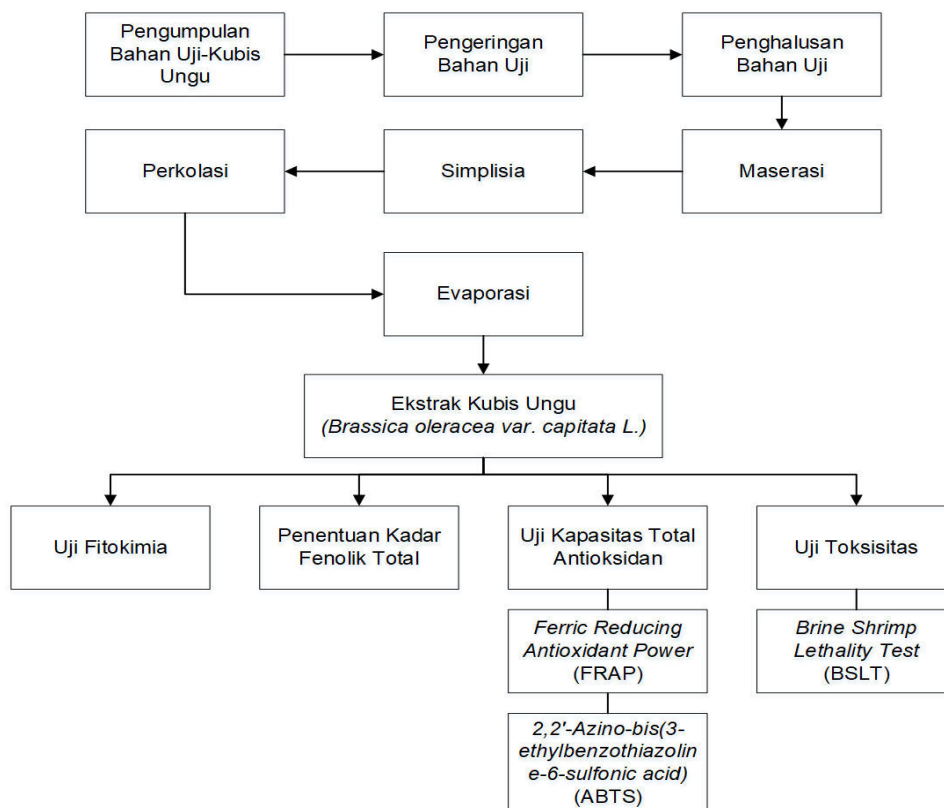 Pengumpulan
Bahan Uji-Kubis
Ungu
Pengeringan
Bahan Uji
Penghalusan
Bahan Uji
Perkolasi
Simplisia
Maserasi
Evaporasi
Ekstrak Kubis Ungu
(Brassica oleracea var. capitata L.)
Uji Fitokimia
Penentuan Kadar
Fenolik Total
Uji Kapasitas Total
Antioksidan
Uji Toksisitas
Ferric Reducing
Antioxidant Power
(FRAP)
Brine Shrimp
Lethality Test
(BSLT)
2,2'-Azino-bis(3-
ethylbenzothiazolin
e-6-sulfonic acid)
(ABTS)